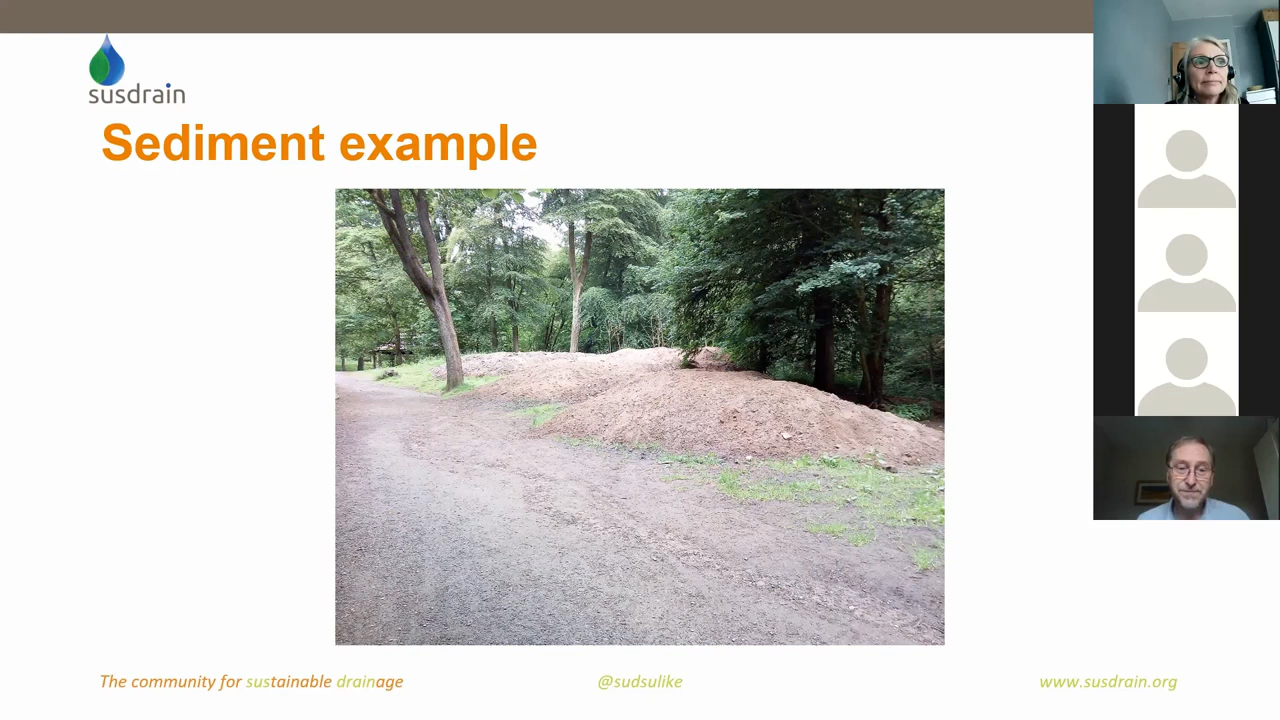 susdrain
Sediment example
The community for sustainable drainage
@sudsulike
www.susdrain.org